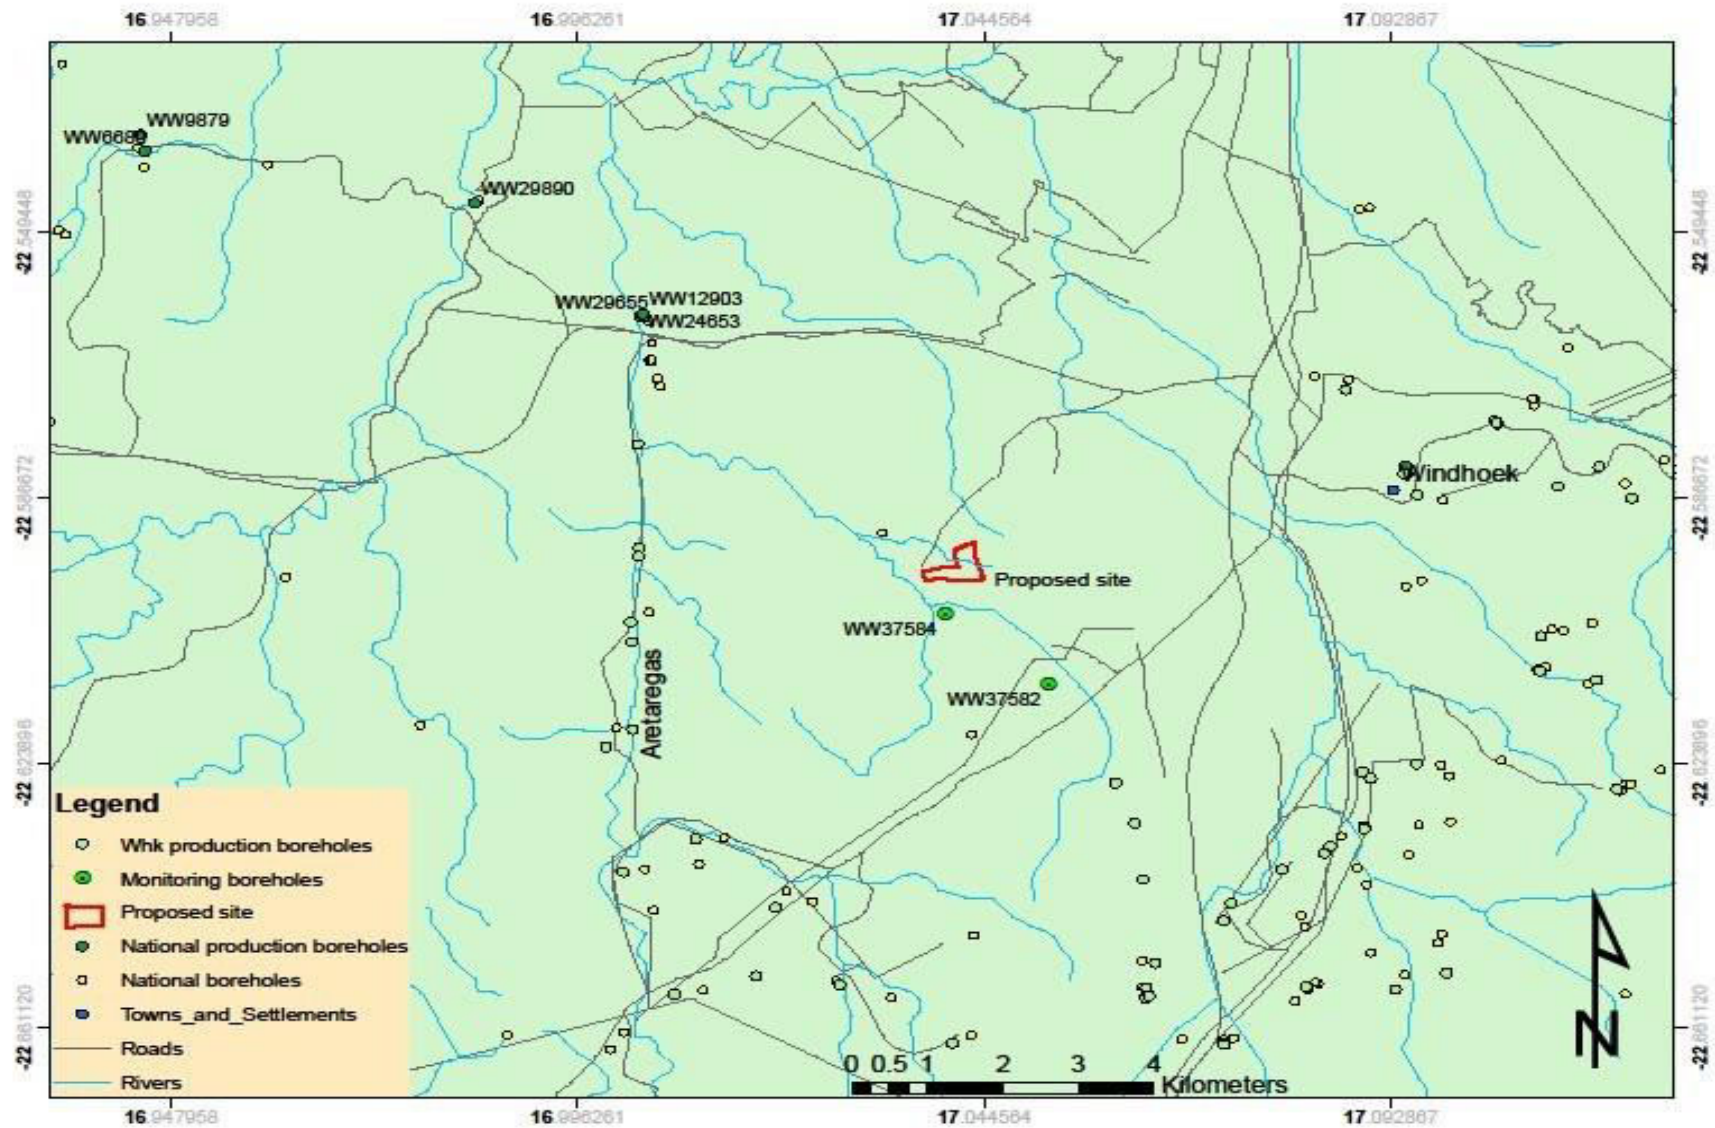 16.947958 16.996261 17.044564 17.092867
WW9879
WW668
WW29890
-22.549448 -22.549448
WW29655 WW12903
WW24653
Windhoek
-22.586672 -22.586672
Proposed site
WW37584
Aretaregas
WW37582
-22.623896 -22.623896
Legend
Whk production boreholes
Monitoring boreholes
Proposed site
National production boreholes
National boreholes
Towns_and_Settlements
Roads
Rivers
-22.661120 -22.661120
N
0 0.5 1 2 3 4
Kilometers
16.947958 16.996261 17.044564 17.092867